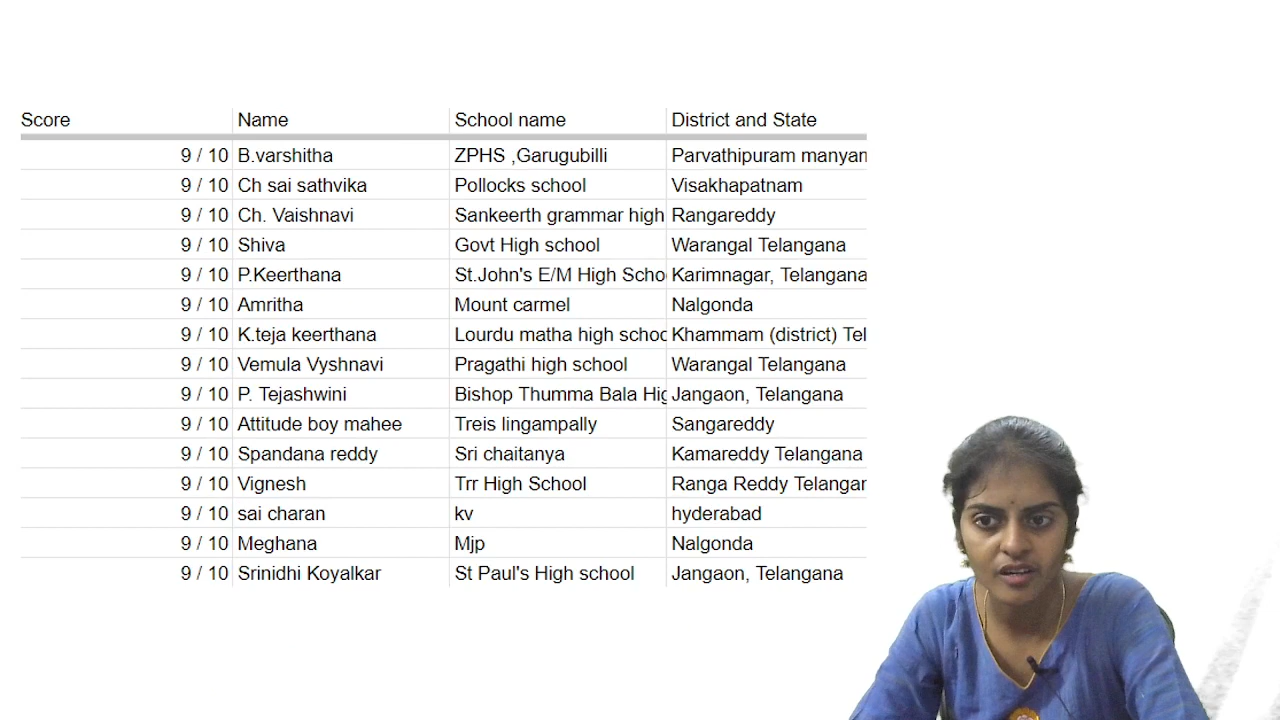 Score Name School name District and State
9 / 10 B.varshitha ZPHS ,Garugubilli Parvathipuram manyam
9 / 10 Ch sai sathvika Pollocks school Visakhapatnam
9 / 10 Ch. Vaishnavi Sankeerth grammar high Rangareddy
9 / 10 Shiva Govt High school Warangal Telangana
9 / 10 P.Keerthana St.John's E/M High Scho Karimnagar, Telangana
9 / 10 Amritha Mount carmel Nalgonda
9 / 10 K.teja keerthana Lourdu matha high schoo Khammam (district) Tel
9 / 10 Vemula Vyshnavi Pragathi high school Warangal Telangana
9 / 10 P. Tejashwini Bishop Thumma Bala Hig Jangaon, Telangana
9 / 10 Attitude boy mahee Treis lingampally Sangareddy
9 / 10 Spandana reddy Sri chaitanya Kamareddy Telangana
9 / 10 Vignesh Trr High School Ranga Reddy Telangan
9 / 10 sai charan kv hyderabad
9 / 10 Meghana Mjp Nalgonda
9 / 10 Srinidhi Koyalkar St Paul's High school Jangaon, Telangana